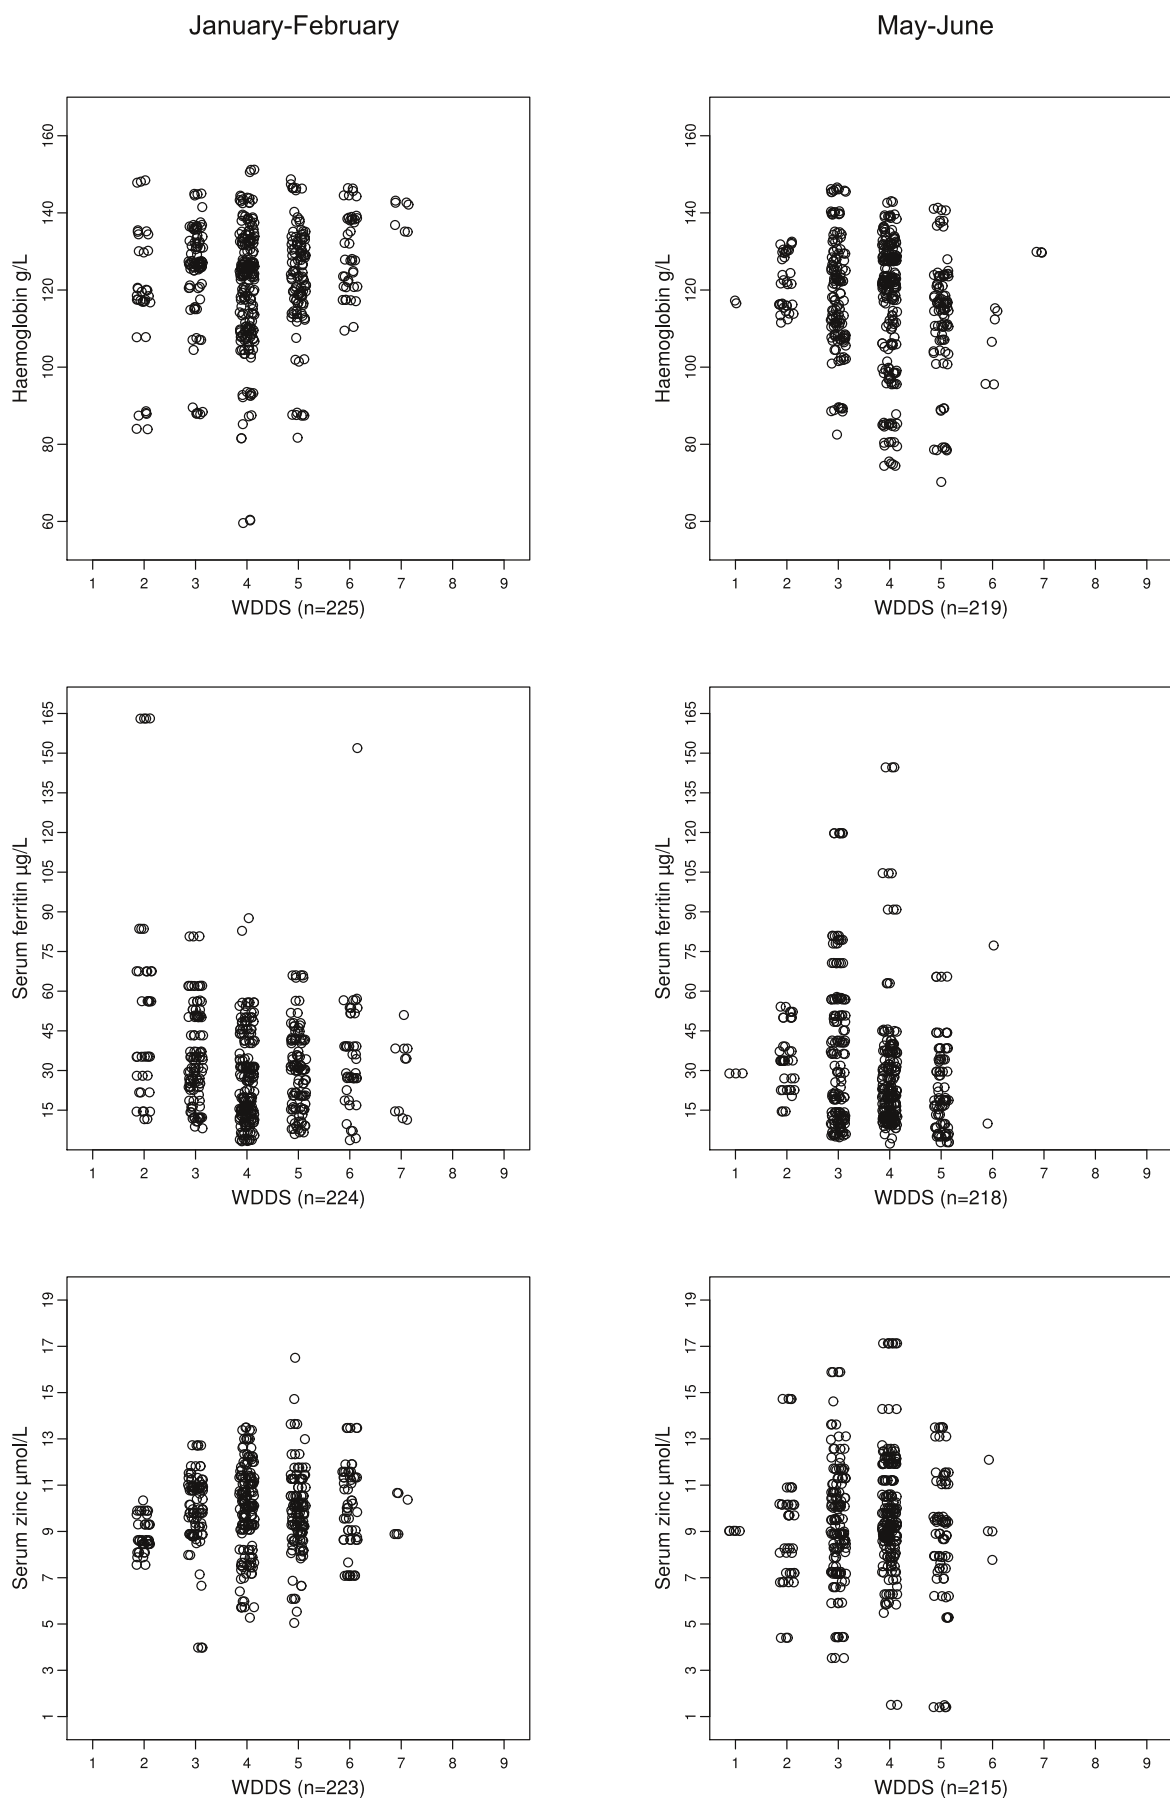 January-February
May-June
Haemoglobin g/L
160
140
120
100
80
60
1 2 3 4 5 6 7 8 9
WDDS (n=225)
Haemoglobin g/L
160
140
120
100
80
60
1 2 3 4 5 6 7 8 9
WDDS (n=219)
Serum ferritin µg/L
165
150
135
120
105
90
75
60
45
30
15
1 2 3 4 5 6 7 8 9
WDDS (n=224)
Serum ferritin µg/L
165
150
135
120
105
90
75
60
45
30
15
1 2 3 4 5 6 7 8 9
WDDS (n=218)
Serum zinc µmol/L
19
17
15
13
11
9
7
5
3
1
1 2 3 4 5 6 7 8 9
WDDS (n=223)
Serum zinc µmol/L
19
17
15
13
11
9
7
5
3
1
1 2 3 4 5 6 7 8 9
WDDS (n=215)